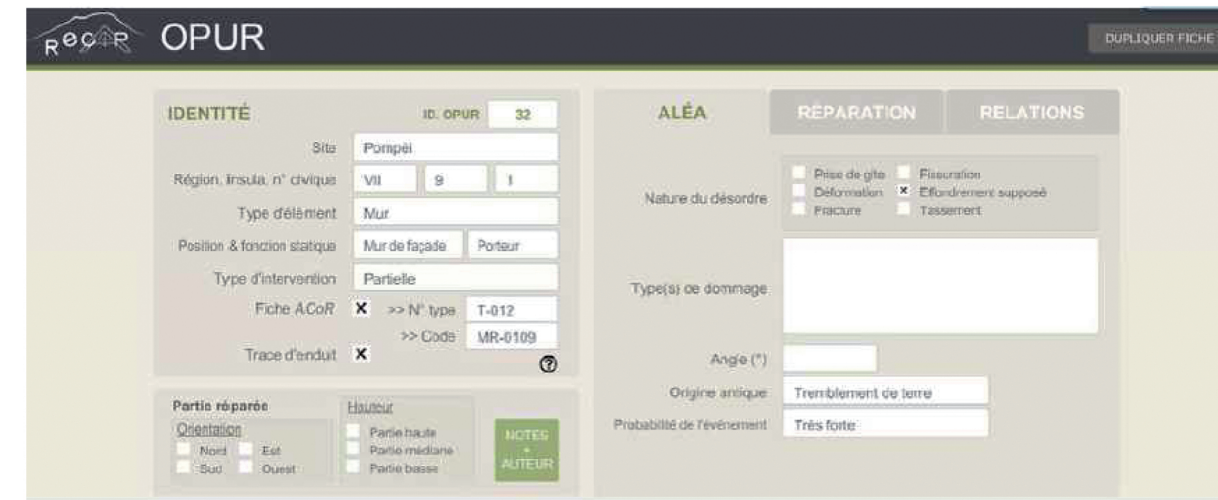 RECAP OPUR
DUPLIQUER FICHE
IDENTITÉ ID. OPUR 32
Site Pompéi
Région, insula, n° civique VII 9 1
Type d'élément Mur
Position & fonction statique Mur de façade Porteur
Type d'intervention Partielle
Fiche ACoR X >> N° type T-012
>> Code MR-0109
Trace d'enduit X ?
Partie réparée
Orientation
Nord Est
Sud Ouest
Hauteur
Partie haute
Partie médiane
Partie basse
NOTES
+
AUTEUR
ALÉA RÉPARATION RELATIONS
Nature du désordre
Prise de gite Fissuration
Déformation X Effondrement supposé
Fracture Tassement
Type(s) de dommage
Angle (°)
Origine antique Tremblement de terre
Probabilité de l'événement Très forte